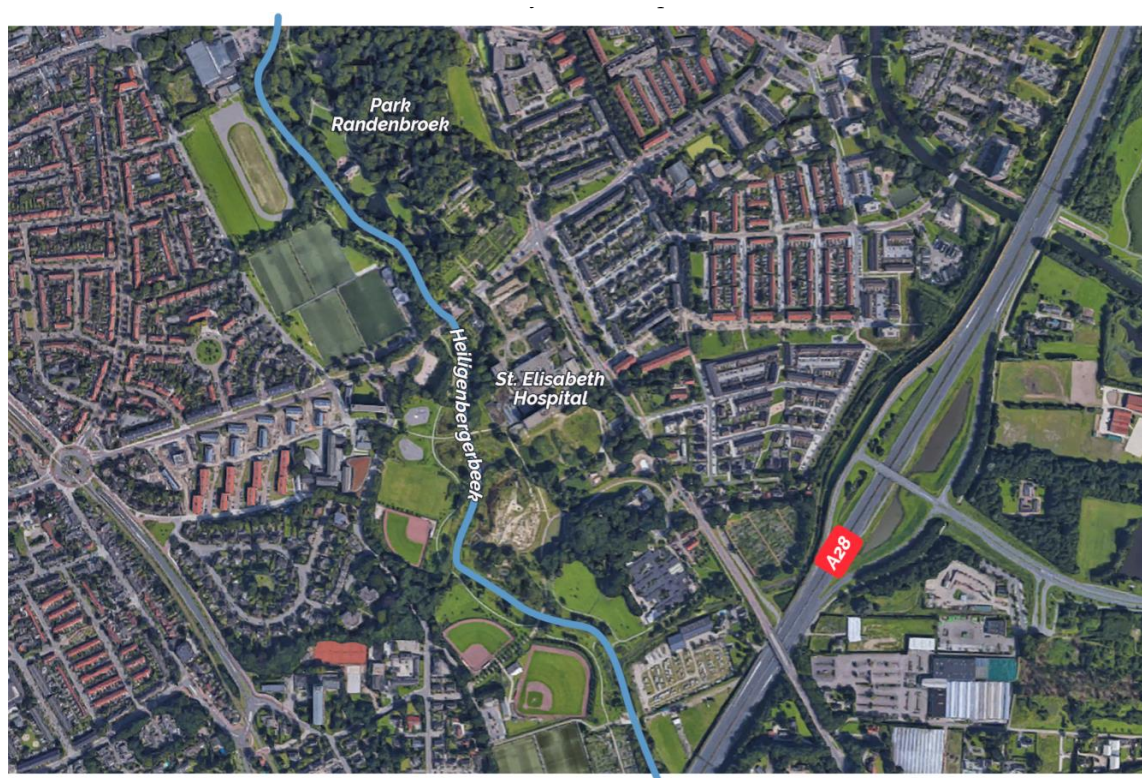 Park
Randenbroek
Heiligenbergerbeek
St. Elisabeth
Hospital
A28